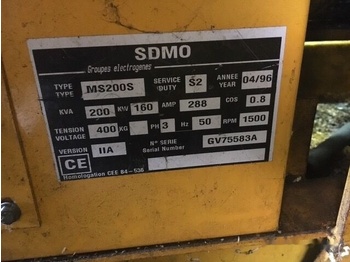 SDMO
Groupes electrogenes
TYPE TYPE MS200S SERVICE DUTY S2 ANNEE YEAR 04/96
KVA 200 KW 160 AMP 288 COS 0.8
TENSION VOLTAGE 400 KG PH 3 Hz 50 RPM 1500
VERSION IIA N° SERIE Serial Number GV75583A
CE
Homologation CEE 84-536